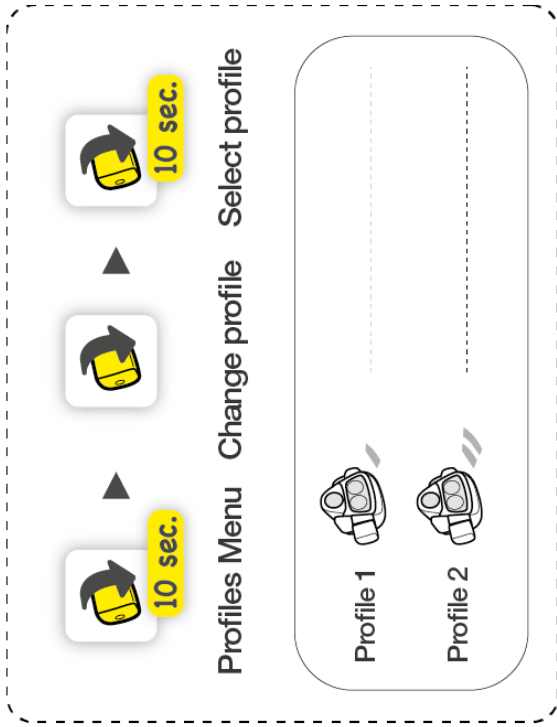 10 sec.
10 sec.
Profiles Menu
Change profile
Select profile
Profile 1
Profile 2